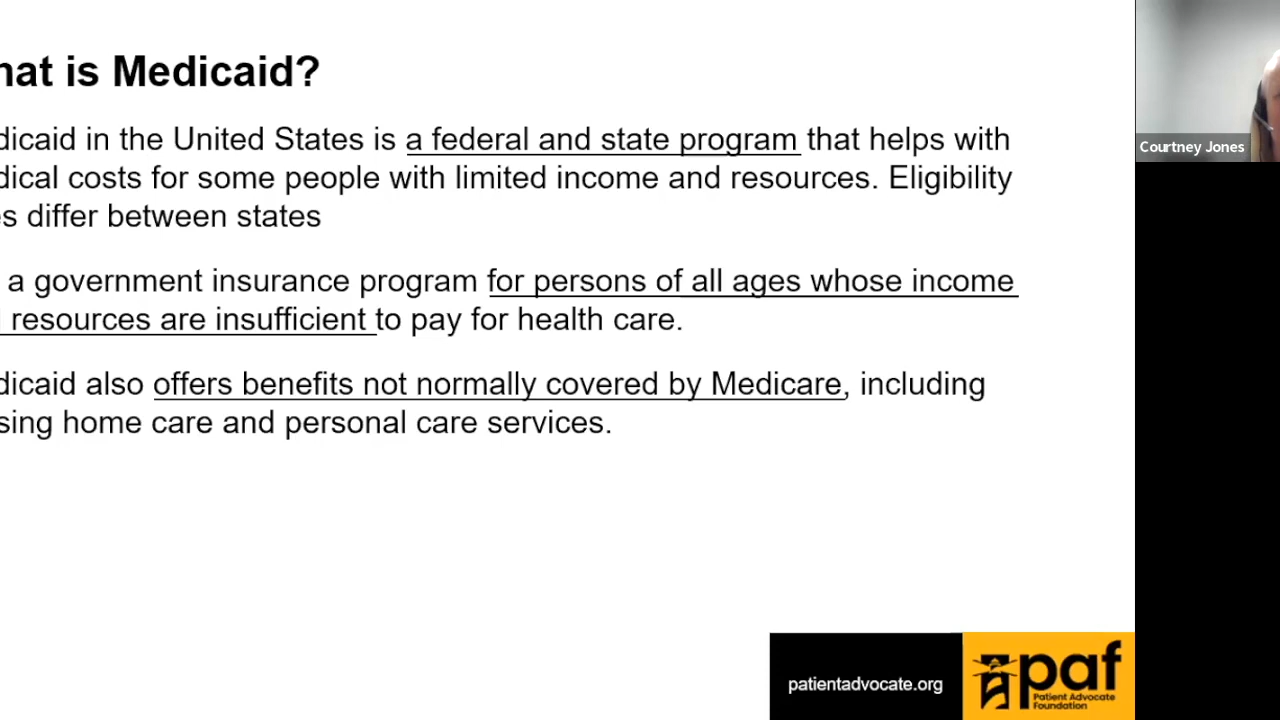 hat is Medicaid?
dicaid in the United States is a federal and state program that helps with
dical costs for some people with limited income and resources. Eligibility
es differ between states
a government insurance program for persons of all ages whose income
resources are insufficient to pay for health care.
dicaid also offers benefits not normally covered by Medicare, including
sing home care and personal care services.
Courtney Jones
patientadvocate.org
paf
Patient Advocate
Foundation